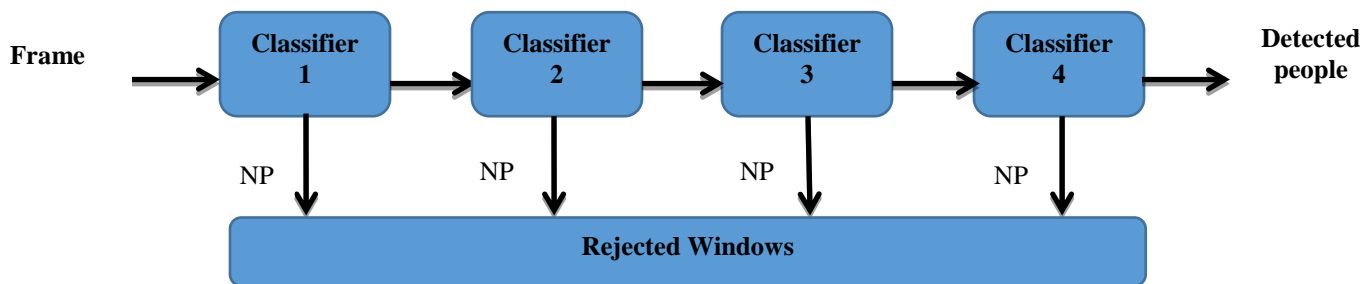 Frame
Classifier
1
Classifier
2
Classifier
3
Classifier
4
Detected
people
NP
NP
NP
NP
Rejected Windows